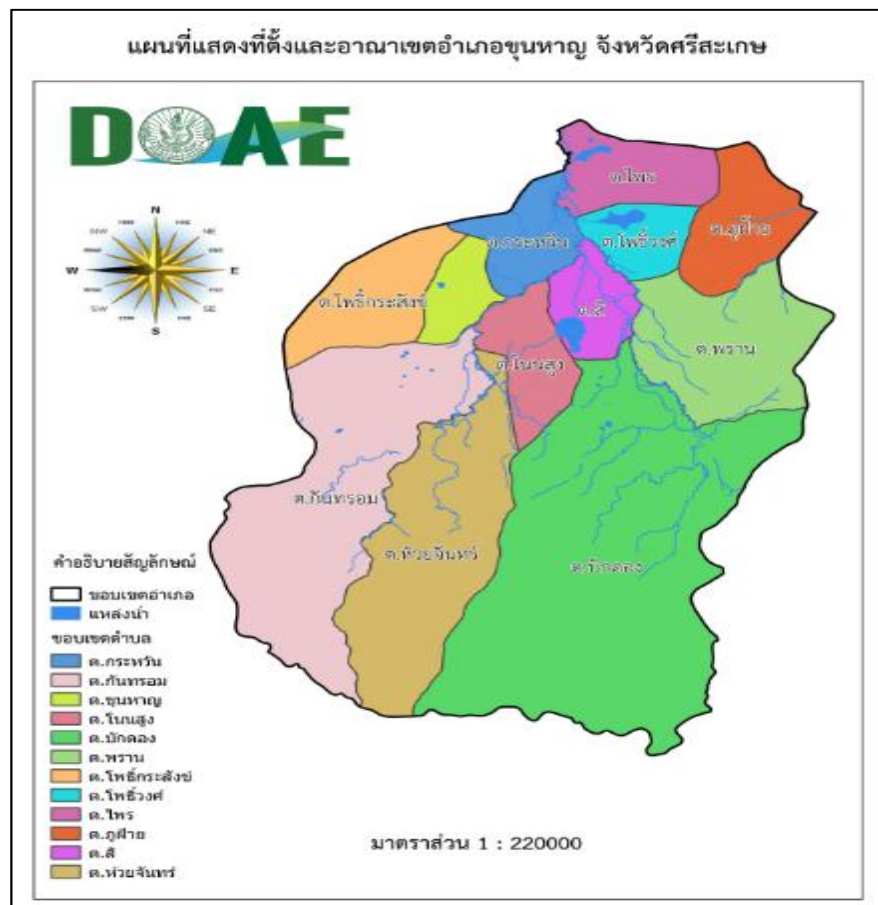 แผนที่แสดงที่ตั้งและอาณาเขตอำเภอขุนหาญ จังหวัดศรีสะเกษ
DOAE
N
NE
W
E
SW
SE
S
ต.ไพร
ต.ภูฝ้าย
ต.กระหวัน
ต.โพธิ์วงศ์
ต.โพธิ์กระสังข์
ต.สิ
ต.พราน
ต.โนนสูง
ต.กันทรอม
ต.ห้วยจันทร์
ต.บักดอง
คำอธิบายสัญลักษณ์
ขอบเขตอำเภอ
แหล่งน้ำ
ขอบเขตตำบล
ต.กระหวัน
ต.กันทรอม
ต.ขุนหาญ
ต.โนนสูง
ต.บักดอง
ต.พราน
ต.โพธิ์กระสังข์
ต.โพธิ์วงศ์
ต.ไพร
ต.ภูฝ้าย
ต.สิ
ต.ห้วยจันทร์
มาตราส่วน 1 : 220000